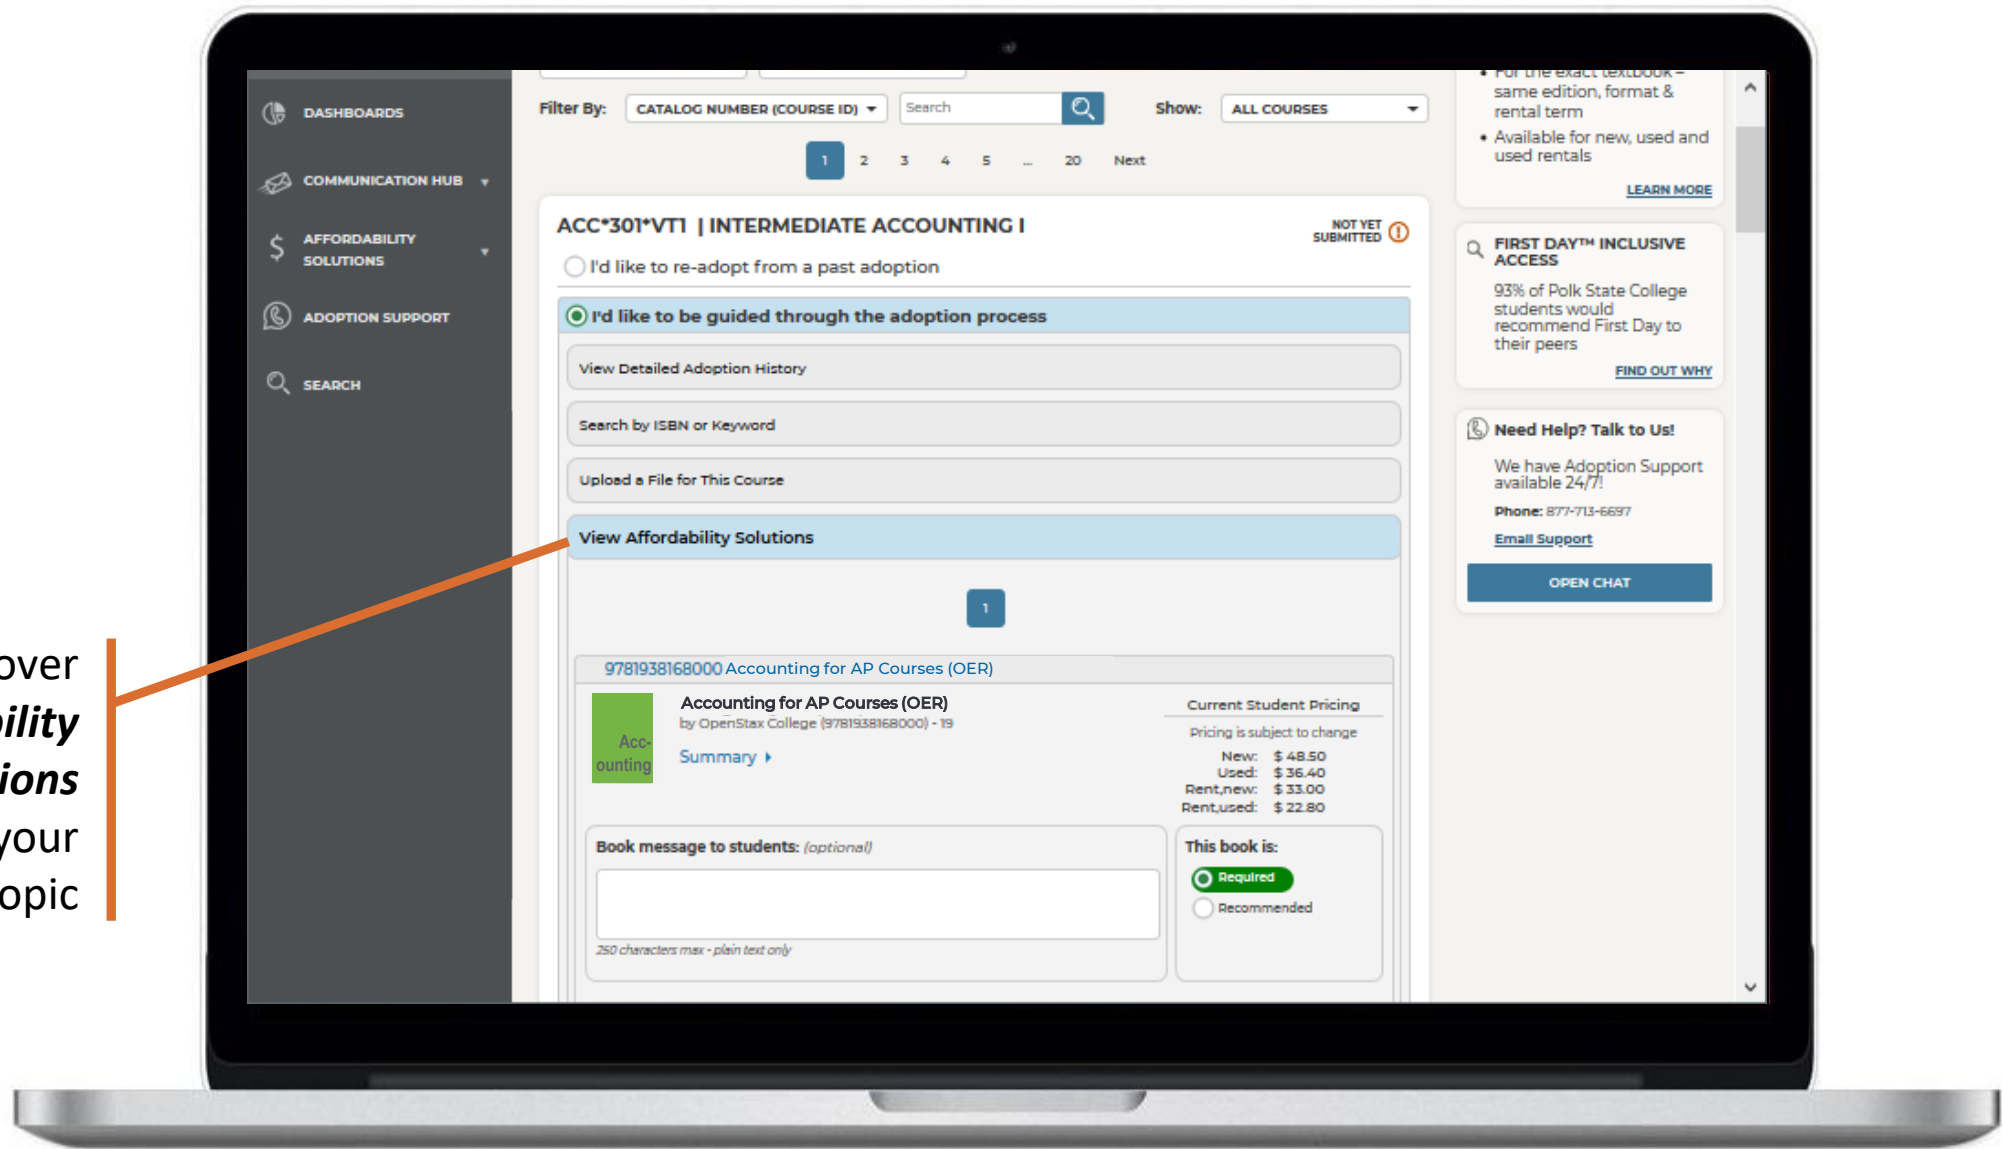 over
bility
ions
your
opic
DASHBOARDS
COMMUNICATION HUB
AFFORDABILITY
SOLUTIONS
ADOPTION SUPPORT
SEARCH
Filter By: CATALOG NUMBER (COURSE ID) Search Show: ALL COURSES
1 2 3 4 5 ... 20 Next
ACC*301*VT1 | INTERMEDIATE ACCOUNTING I
NOT YET
SUBMITTED
I'd like to re-adopt from a past adoption
I'd like to be guided through the adoption process
View Detailed Adoption History
Search by ISBN or Keyword
Upload a File for This Course
View Affordability Solutions
1
9781938168000 Accounting for AP Courses (OER)
Acc-
ounting
Accounting for AP Courses (OER)
by OpenStax College (9781938168000) - 19
Summary
Current Student Pricing
Pricing is subject to change
New: $ 48.50
Used: $ 36.40
Rent,new: $ 33.00
Rent,used: $ 22.80
Book message to students: (optional)
250 characters max - plain text only
This book is:
Required
Recommended
• For the exact textbook –
same edition, format &
rental term
• Available for new, used and
used rentals
LEARN MORE
FIRST DAY™ INCLUSIVE
ACCESS
93% of Polk State College
students would
recommend First Day to
their peers
FIND OUT WHY
Need Help? Talk to Us!
We have Adoption Support
available 24/7!
Phone: 877-713-6697
Email Support
OPEN CHAT